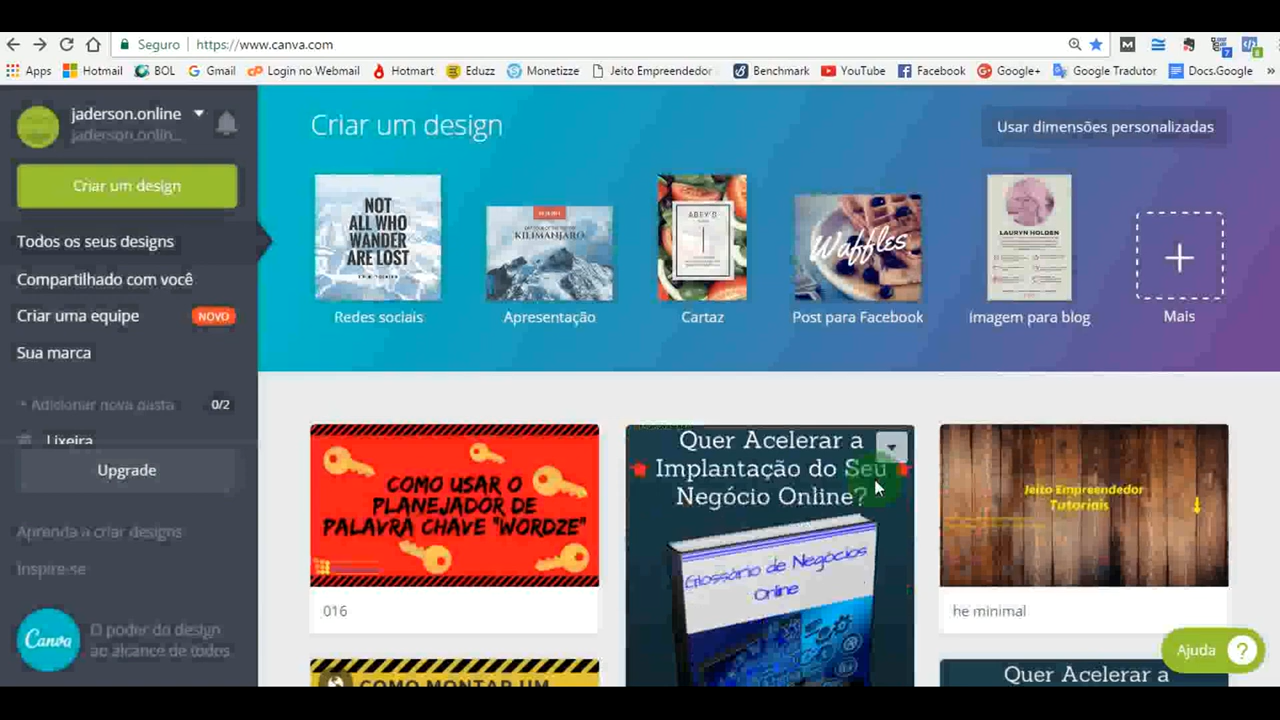 Seguro
https://www.canva.com
Apps
Hotmail
BOL
Gmail
Login no Webmail
Hotmart
Eduzz
Monetizze
Jeito Empreendedor
Benchmark
YouTube
Facebook
Google+
Google Tradutor
Docs.Google
»
jaderson.online
jaderson.onlin...
Criar um design
Todos os seus designs
Compartilhado com você
Criar uma equipe
NOVO
Sua marca
Adicionar nova pasta
0/2
Lixeira
Upgrade
Aprenda a criar designs
Inspire-se
Canva
O poder do design
ao alcance de todos
Criar um design
Usar dimensões personalizadas
NOT
ALL WHO
WANDER
ARE LOST
KILIMANJARO
Waffles
LAURYN HOLDEN
Redes sociais
Apresentação
Cartaz
Post para Facebook
Imagem para blog
Mais
COMO USAR O
PLANEJADOR DE
PALAVRA CHAVE "WORDZE"
016
Quer Acelerar a
Implantação do Seu
Negócio Online?
Glossário de Negócios
Online
Jeito Empreendedor
Tutoriais
he minimal
COMO MONTAR UM
Quer Acelerar a
Ajuda
?